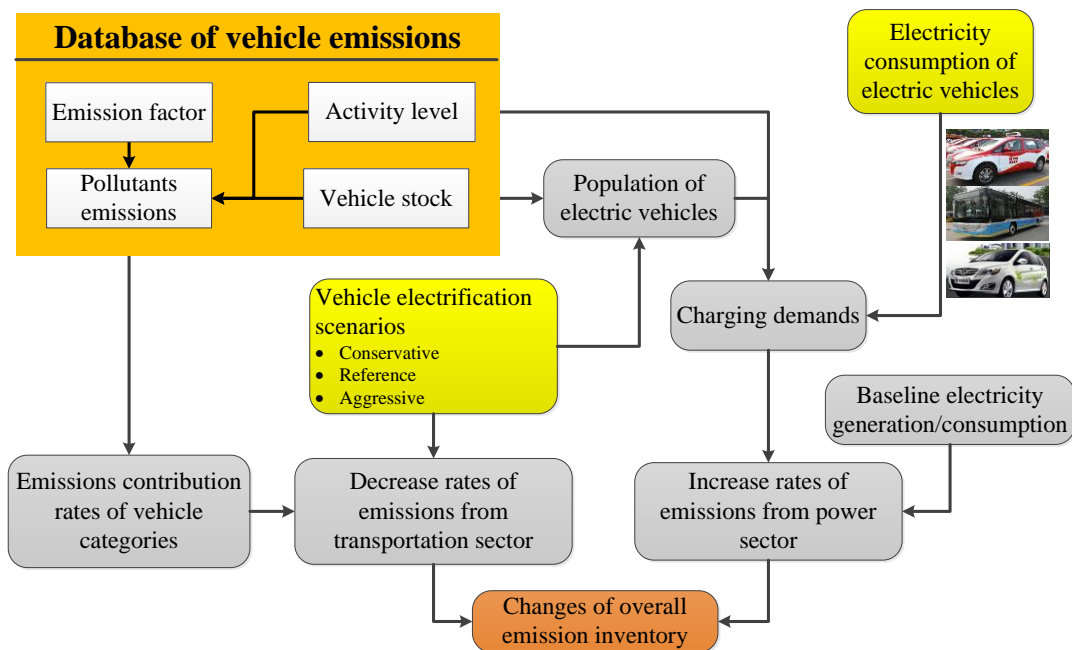 Database of vehicle emissions
Emission factor
Activity level
Pollutants
emissions
Vehicle stock
Electricity
consumption of
electric vehicles
Population of
electric vehicles
Vehicle electrification
scenarios
• Conservative
• Reference
• Aggressive
Charging demands
Baseline electricity
generation/consumption
Emissions contribution
rates of vehicle
categories
Decrease rates of
emissions from
transportation sector
Increase rates of
emissions from power
sector
Changes of overall
emission inventory